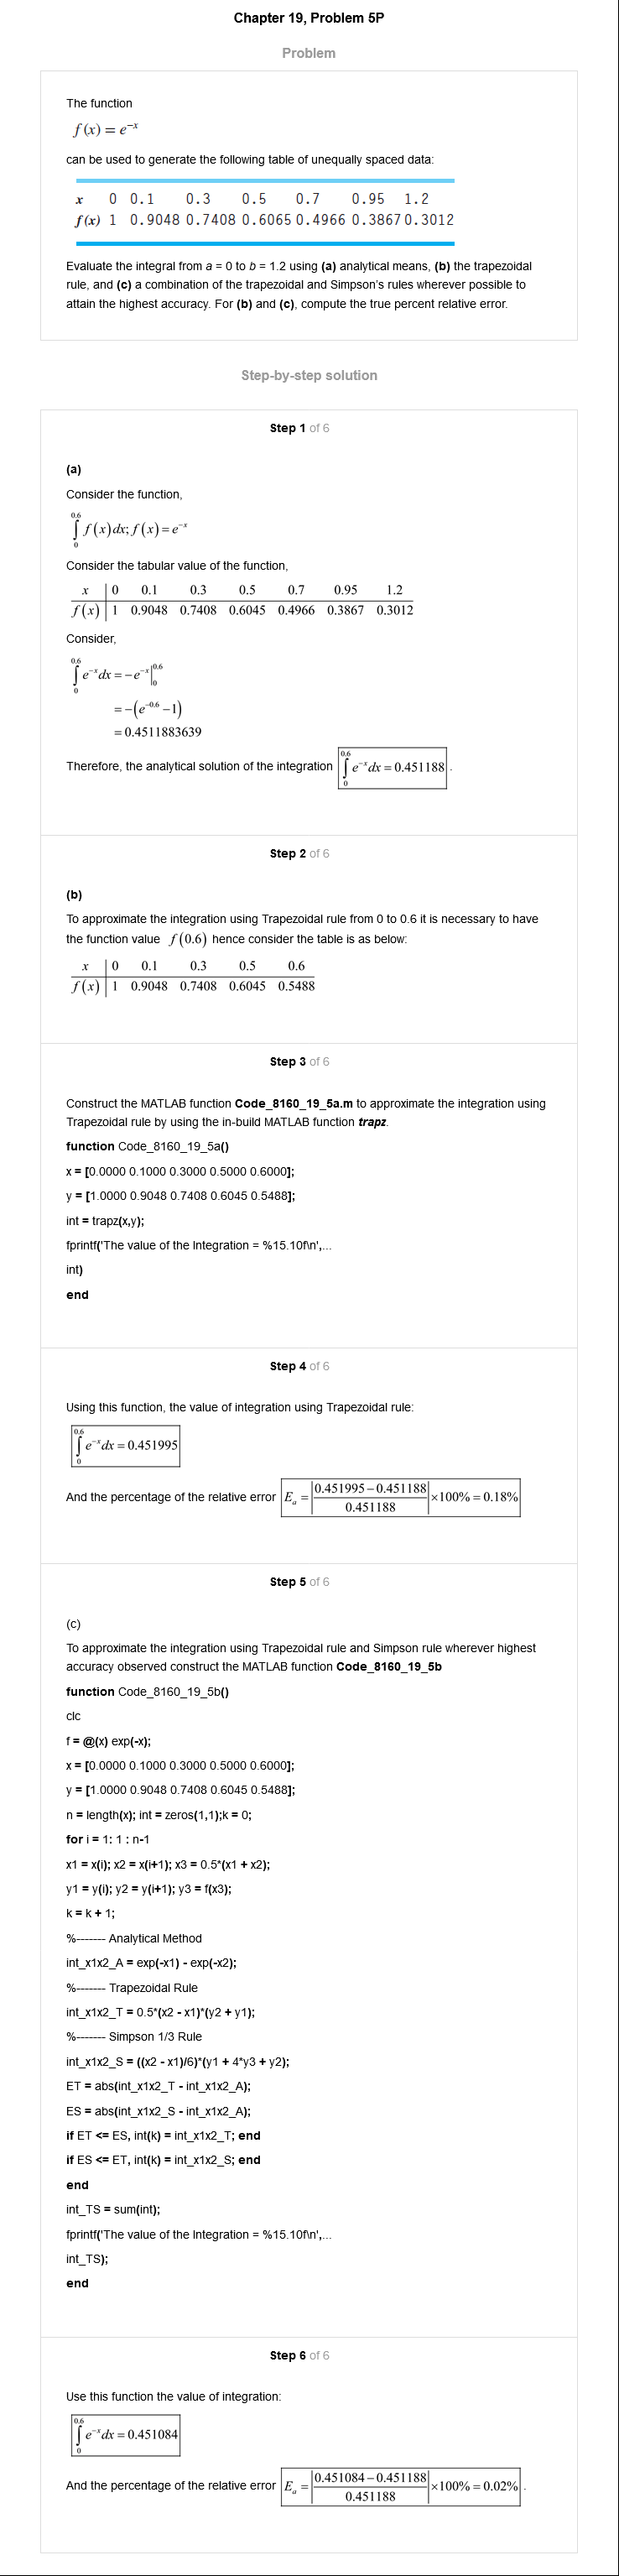 Chapter 19, Problem 5P
Problem
The function
f (x) = e^−x
can be used to generate the following table of unequally spaced data:
x 0 0.1 0.3 0.5 0.7 0.95 1.2
f (x) 1 0.9048 0.7408 0.6065 0.4966 0.3867 0.3012
Evaluate the integral from a = 0 to b = 1.2 using (a) analytical means, (b) the trapezoidal
rule, and (c) a combination of the trapezoidal and Simpson's rules wherever possible to
attain the highest accuracy. For (b) and (c), compute the true percent relative error.
Step-by-step solution
Step 1 of 6
(a)
Consider the function,
∫_0^0.6 f(x)dx; f(x) = e^−x
Consider the tabular value of the function,
x 0 0.1 0.3 0.5 0.7 0.95 1.2
f(x) 1 0.9048 0.7408 0.6045 0.4966 0.3867 0.3012
Consider,
∫_0^0.6 e^−x dx = −e^−x |_0^0.6
= −(e^−0.6 − 1)
= 0.4511883639
Therefore, the analytical solution of the integration ∫_0^0.6 e^−x dx = 0.451188 .
Step 2 of 6
(b)
To approximate the integration using Trapezoidal rule from 0 to 0.6 it is necessary to have
the function value f(0.6) hence consider the table is as below:
x 0 0.1 0.3 0.5 0.6
f(x) 1 0.9048 0.7408 0.6045 0.5488
Step 3 of 6
Construct the MATLAB function Code_8160_19_5a.m to approximate the integration using
Trapezoidal rule by using the in-build MATLAB function trapz.
function Code_8160_19_5a()
x = [0.0000 0.1000 0.3000 0.5000 0.6000];
y = [1.0000 0.9048 0.7408 0.6045 0.5488];
int = trapz(x,y);
fprintf('The value of the Integration = %15.10f\n',...
int)
end
Step 4 of 6
Using this function, the value of integration using Trapezoidal rule:
∫_0^0.6 e^−x dx = 0.451995
And the percentage of the relative error E_a = |(0.451995 − 0.451188)/0.451188| ×100% = 0.18%
Step 5 of 6
(c)
To approximate the integration using Trapezoidal rule and Simpson rule wherever highest
accuracy observed construct the MATLAB function Code_8160_19_5b
function Code_8160_19_5b()
clc
f = @(x) exp(-x);
x = [0.0000 0.1000 0.3000 0.5000 0.6000];
y = [1.0000 0.9048 0.7408 0.6045 0.5488];
n = length(x); int = zeros(1,1);k = 0;
for i = 1: 1 : n-1
x1 = x(i); x2 = x(i+1); x3 = 0.5*(x1 + x2);
y1 = y(i); y2 = y(i+1); y3 = f(x3);
k = k + 1;
%------- Analytical Method
int_x1x2_A = exp(-x1) - exp(-x2);
%------- Trapezoidal Rule
int_x1x2_T = 0.5*(x2 - x1)*(y2 + y1);
%------- Simpson 1/3 Rule
int_x1x2_S = ((x2 - x1)/6)*(y1 + 4*y3 + y2);
ET = abs(int_x1x2_T - int_x1x2_A);
ES = abs(int_x1x2_S - int_x1x2_A);
if ET <= ES, int(k) = int_x1x2_T; end
if ES <= ET, int(k) = int_x1x2_S; end
end
int_TS = sum(int);
fprintf('The value of the Integration = %15.10f\n',...
int_TS);
end
Step 6 of 6
Use this function the value of integration:
∫_0^0.6 e^−x dx = 0.451084
And the percentage of the relative error E_a = |(0.451084 − 0.451188)/0.451188| ×100% = 0.02% .